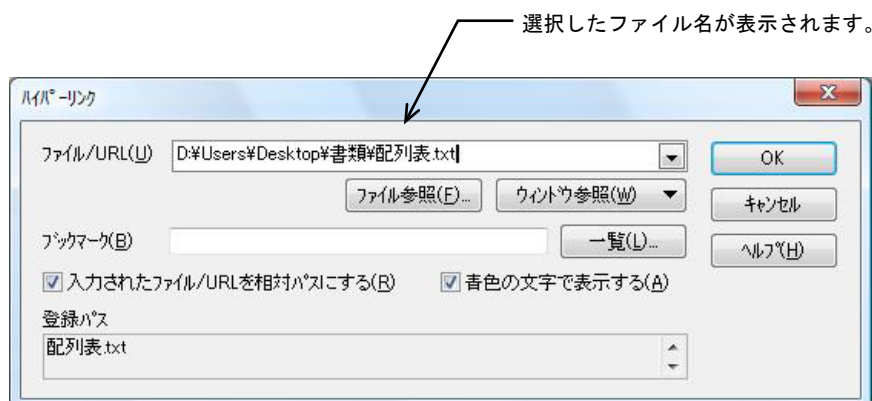 選択したファイル名が表示されます。
ﾊｲﾊﾟｰﾘﾝｸ
ﾌｧｲﾙ/URL(U) D:¥Users¥Desktop¥書類¥配列表.txt
OK
ﾌｧｲﾙ参照(F)... ｳｨﾝﾄﾞｳ参照(W)
ｷｬﾝｾﾙ
ﾌﾞｯｸﾏｰｸ(B) 一覧(L)... ﾍﾙﾌﾟ(H)
入力されたﾌｧｲﾙ/URLを相対ﾊﾟｽにする(R) 青色の文字で表示する(A)
登録ﾊﾟｽ
配列表.txt